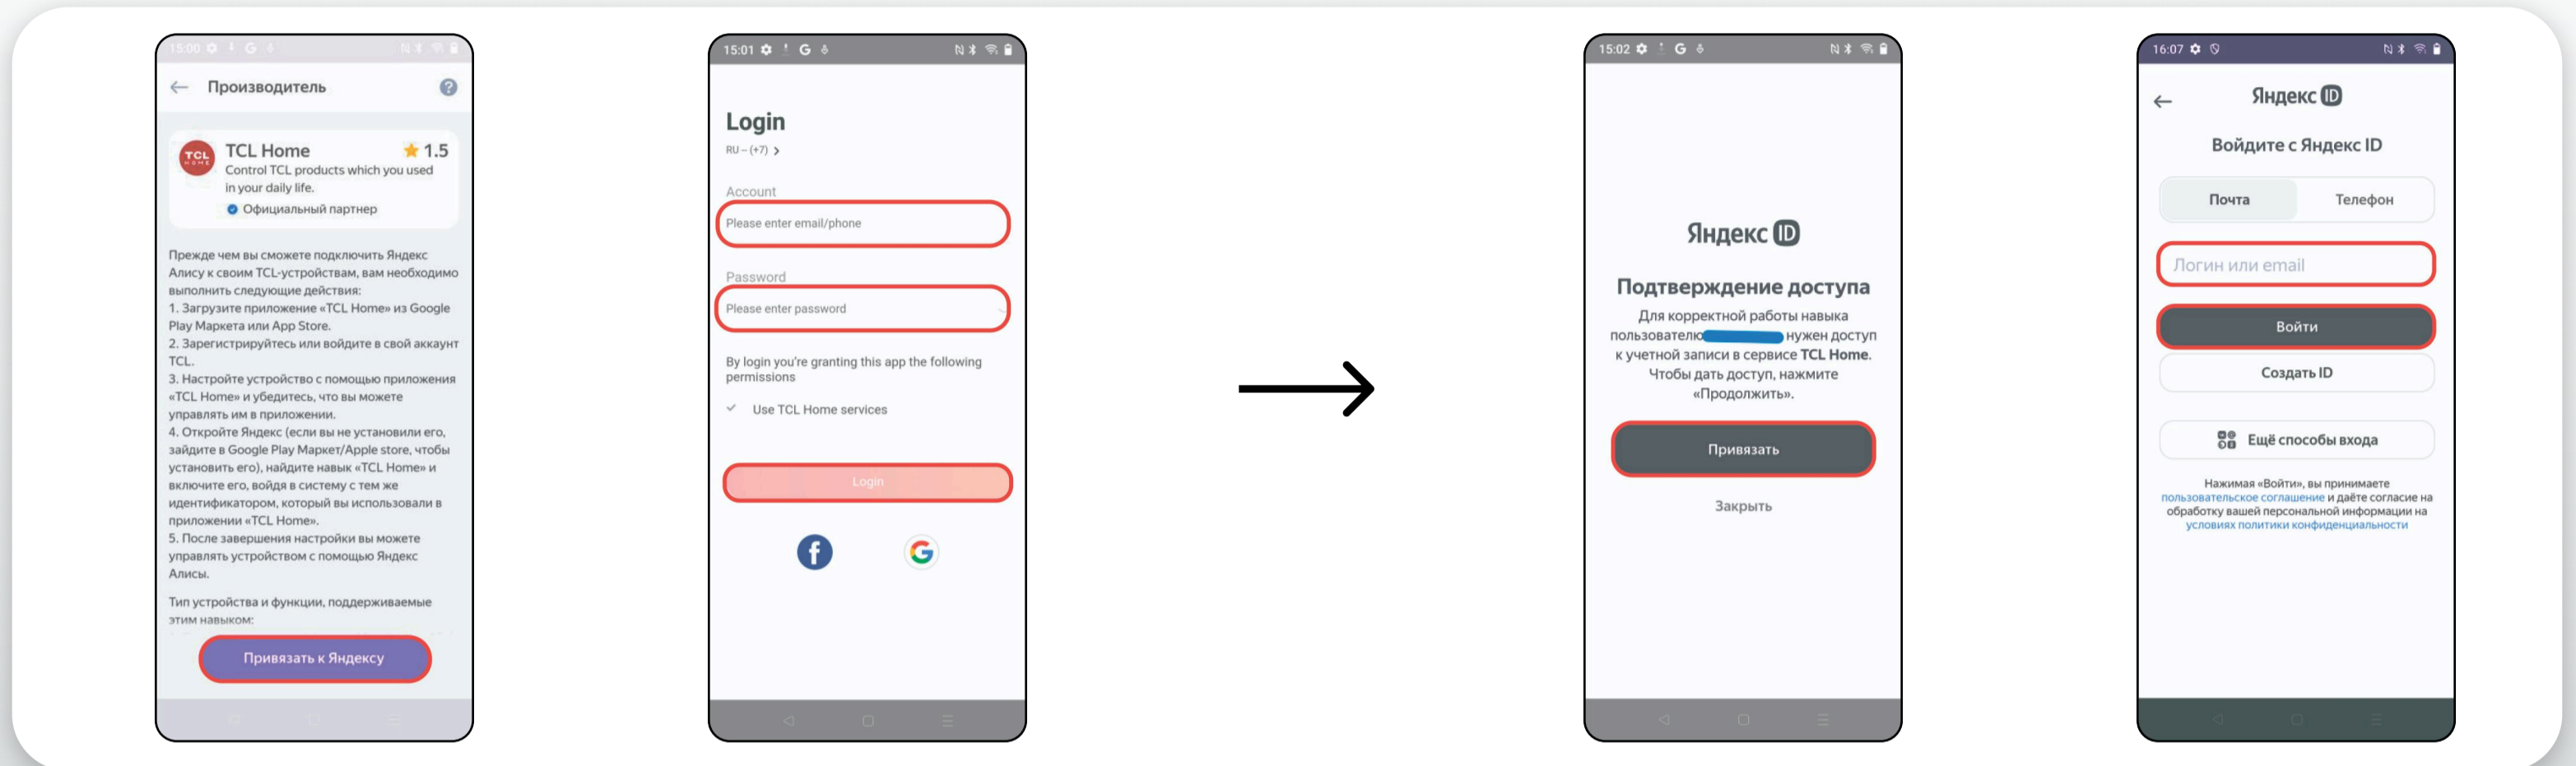 15:00
Производитель
TCL HOME
TCL Home
1.5
Control TCL products which you used
in your daily life.
Официальный партнер
Прежде чем вы сможете подключить Яндекс
Алису к своим TCL-устройствам, вам необходимо
выполнить следующие действия:
1. Загрузите приложение «TCL Home» из Google
Play Маркета или App Store.
2. Зарегистрируйтесь или войдите в свой аккаунт
TCL.
3. Настройте устройство с помощью приложения
«TCL Home» и убедитесь, что вы можете
управлять им в приложении.
4. Откройте Яндекс (если вы не установили его,
зайдите в Google Play Маркет/Apple store, чтобы
установить его), найдите навык «TCL Home» и
включите его, войдя в систему с тем же
идентификатором, который вы использовали в
приложении «TCL Home».
5. После завершения настройки вы можете
управлять устройством с помощью Яндекс
Алисы.
Тип устройства и функции, поддерживаемые
этим навыком:
Привязать к Яндексу
15:01
Login
RU -- (+7)
Account
Please enter email/phone
Password
Please enter password
By login you're granting this app the following
permissions
Use TCL Home services
Login
15:02
Яндекс ID
Подтверждение доступа
Для корректной работы навыка
пользователю нужен доступ
к учетной записи в сервисе TCL Home.
Чтобы дать доступ, нажмите
«Продолжить».
Привязать
Закрыть
16:07
Яндекс ID
Войдите с Яндекс ID
Почта
Телефон
Логин или email
Войти
Создать ID
Ещё способы входа
Нажимая «Войти», вы принимаете
пользовательское соглашение и даёте согласие на
обработку вашей персональной информации на
условиях политики конфиденциальности